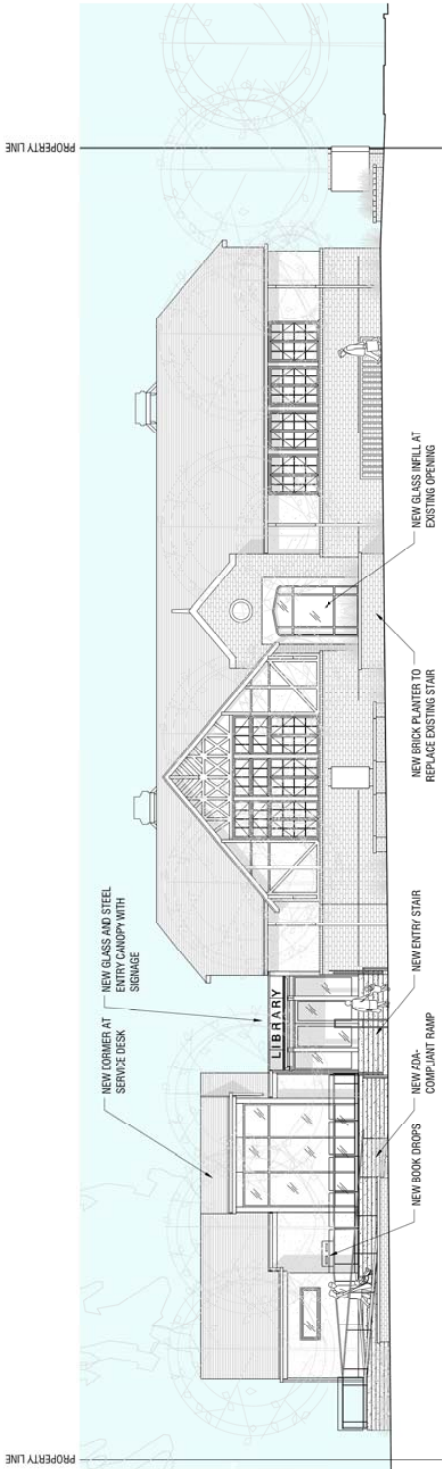 PROPERTY LINE
NEW DORMER AT
SERVICE DESK
NEW GLASS AND STEEL
ENTRY CANOPY WITH
SIGNAGE
LIBRARY
NEW BOOK DROPS
NEW ADA-
COMPLIANT RAMP
NEW ENTRY STAIR
NEW BRICK PLANTER TO
REPLACE EXISTING STAIR
NEW GLASS INFILL AT
EXISTING OPENING
PROPERTY LINE